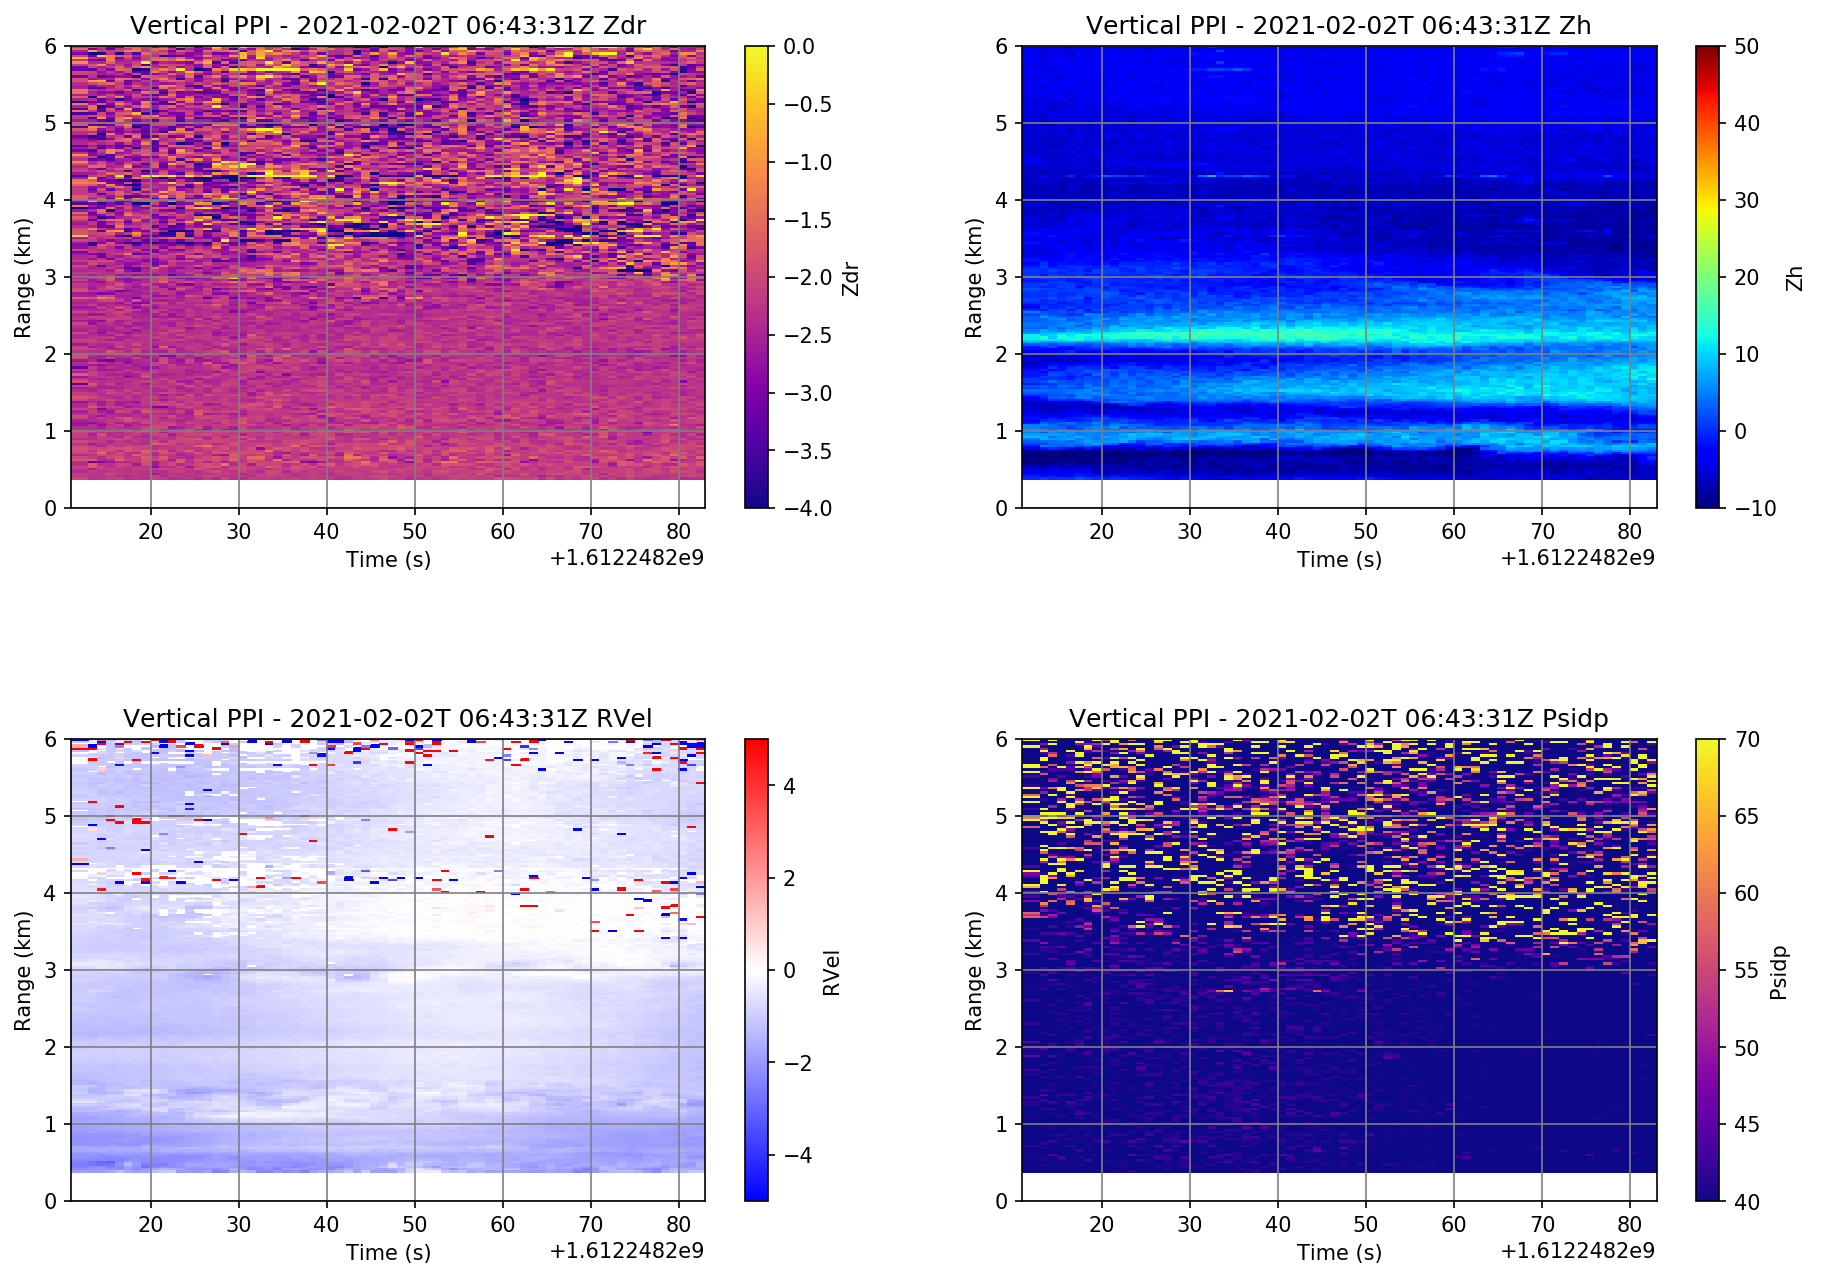 Vertical PPI - 2021-02-02T 06:43:31Z Zdr
6
5
4
3
2
1
0
Range (km)
20 30 40 50 60 70 80
Time (s)
+1.6122482e9
0.0
−0.5
−1.0
−1.5
−2.0
−2.5
−3.0
−3.5
−4.0
Zdr
Vertical PPI - 2021-02-02T 06:43:31Z Zh
6
5
4
3
2
1
0
Range (km)
20 30 40 50 60 70 80
Time (s)
+1.6122482e9
50
40
30
20
10
0
−10
Zh
Vertical PPI - 2021-02-02T 06:43:31Z RVel
6
5
4
3
2
1
0
Range (km)
20 30 40 50 60 70 80
Time (s)
+1.6122482e9
4
2
0
−2
−4
RVel
Vertical PPI - 2021-02-02T 06:43:31Z Psidp
6
5
4
3
2
1
0
Range (km)
20 30 40 50 60 70 80
Time (s)
+1.6122482e9
70
65
60
55
50
45
40
Psidp